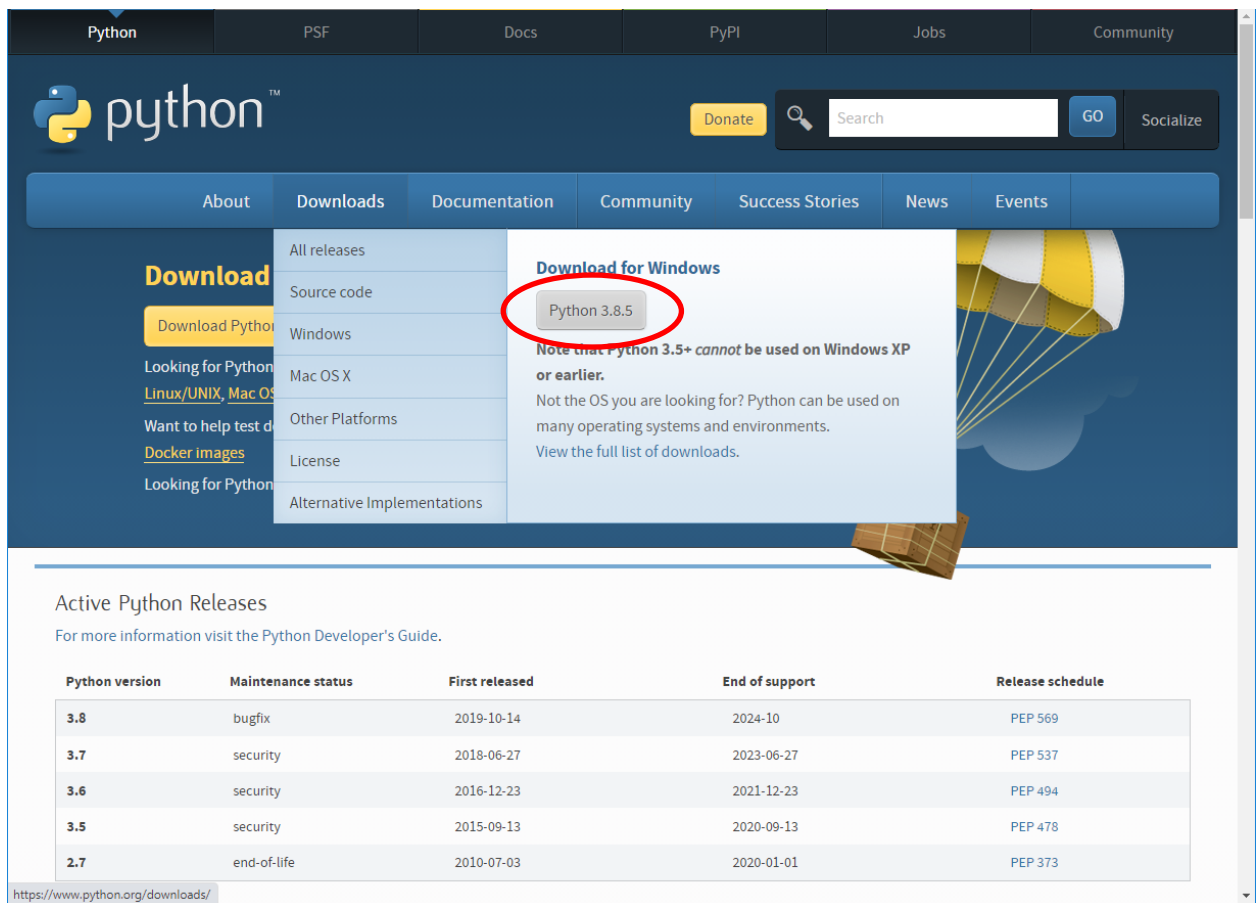 Python PSF Docs PyPI Jobs Community
python™
Donate Search GO Socialize
About Downloads Documentation Community Success Stories News Events
All releases
Source code
Windows
Mac OS X
Other Platforms
License
Alternative Implementations
Download for Windows
Python 3.8.5
Note that Python 3.5+ cannot be used on Windows XP
or earlier.
Not the OS you are looking for? Python can be used on
many operating systems and environments.
View the full list of downloads.
Download
Download Python
Looking for Python
Linux/UNIX, Mac OS
Want to help test d
Docker images
Looking for Python
Active Python Releases
For more information visit the Python Developer's Guide.
Python version Maintenance status First released End of support Release schedule
3.8 bugfix 2019-10-14 2024-10 PEP 569
3.7 security 2018-06-27 2023-06-27 PEP 537
3.6 security 2016-12-23 2021-12-23 PEP 494
3.5 security 2015-09-13 2020-09-13 PEP 478
2.7 end-of-life 2010-07-03 2020-01-01 PEP 373
https://www.python.org/downloads/